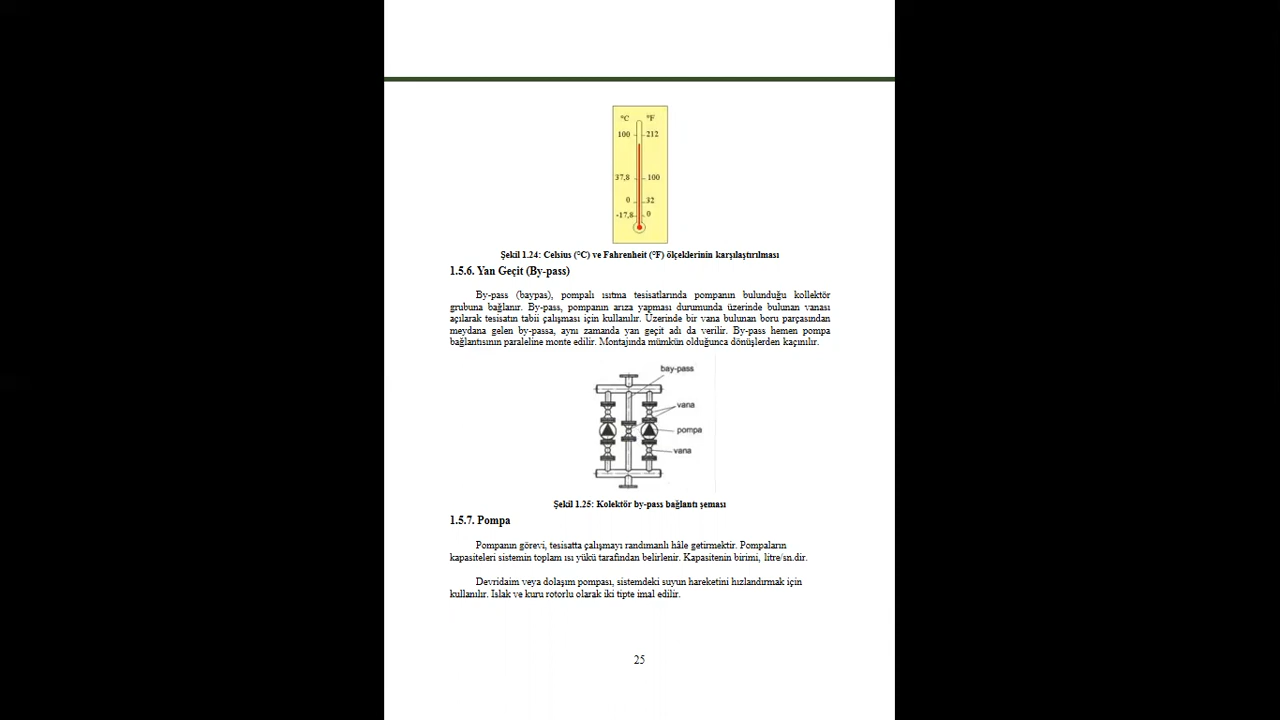 °C °F
100 212
37,8 100
0 32
-17,8 0
Şekil 1.24: Celsius (°C) ve Fahrenheit (°F) ölçeklerinin karşılaştırılması
1.5.6. Yan Geçit (By-pass)
By-pass (baypas), pompalı ısıtma tesisatlarında pompanın bulunduğu kollektör
grubuna bağlanır. By-pass, pompanın arıza yapması durumunda üzerinde bulunan vanası
açılarak tesisatın tabii çalışması için kullanılır. Üzerinde bir vana bulunan boru parçasından
meydana gelen by-passa, aynı zamanda yan geçit adı da verilir. By-pass hemen pompa
bağlantısının paraleline monte edilir. Montajında mümkün olduğunca dönüşlerden kaçınılır.
bay-pass
vana
pompa
vana
Şekil 1.25: Kolektör by-pass bağlantı şeması
1.5.7. Pompa
Pompanın görevi, tesisatta çalışmayı randımanlı hâle getirmektir. Pompaların
kapasiteleri sistemin toplam ısı yükü tarafından belirlenir. Kapasitenin birimi, litre/sn.dir.
Devridaim veya dolaşım pompası, sistemdeki suyun hareketini hızlandırmak için
kullanılır. Islak ve kuru rotorlu olarak iki tipte imal edilir.
25